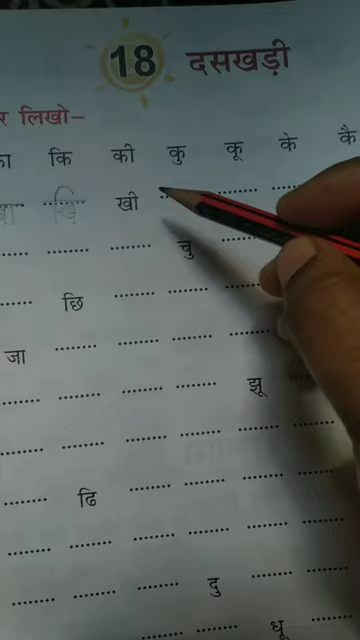 18 दसखड़ी
र लिखो–
का कि की कु कू के कै
खा खि खी
चु
छि
जा
झू
ढि
दु
धू